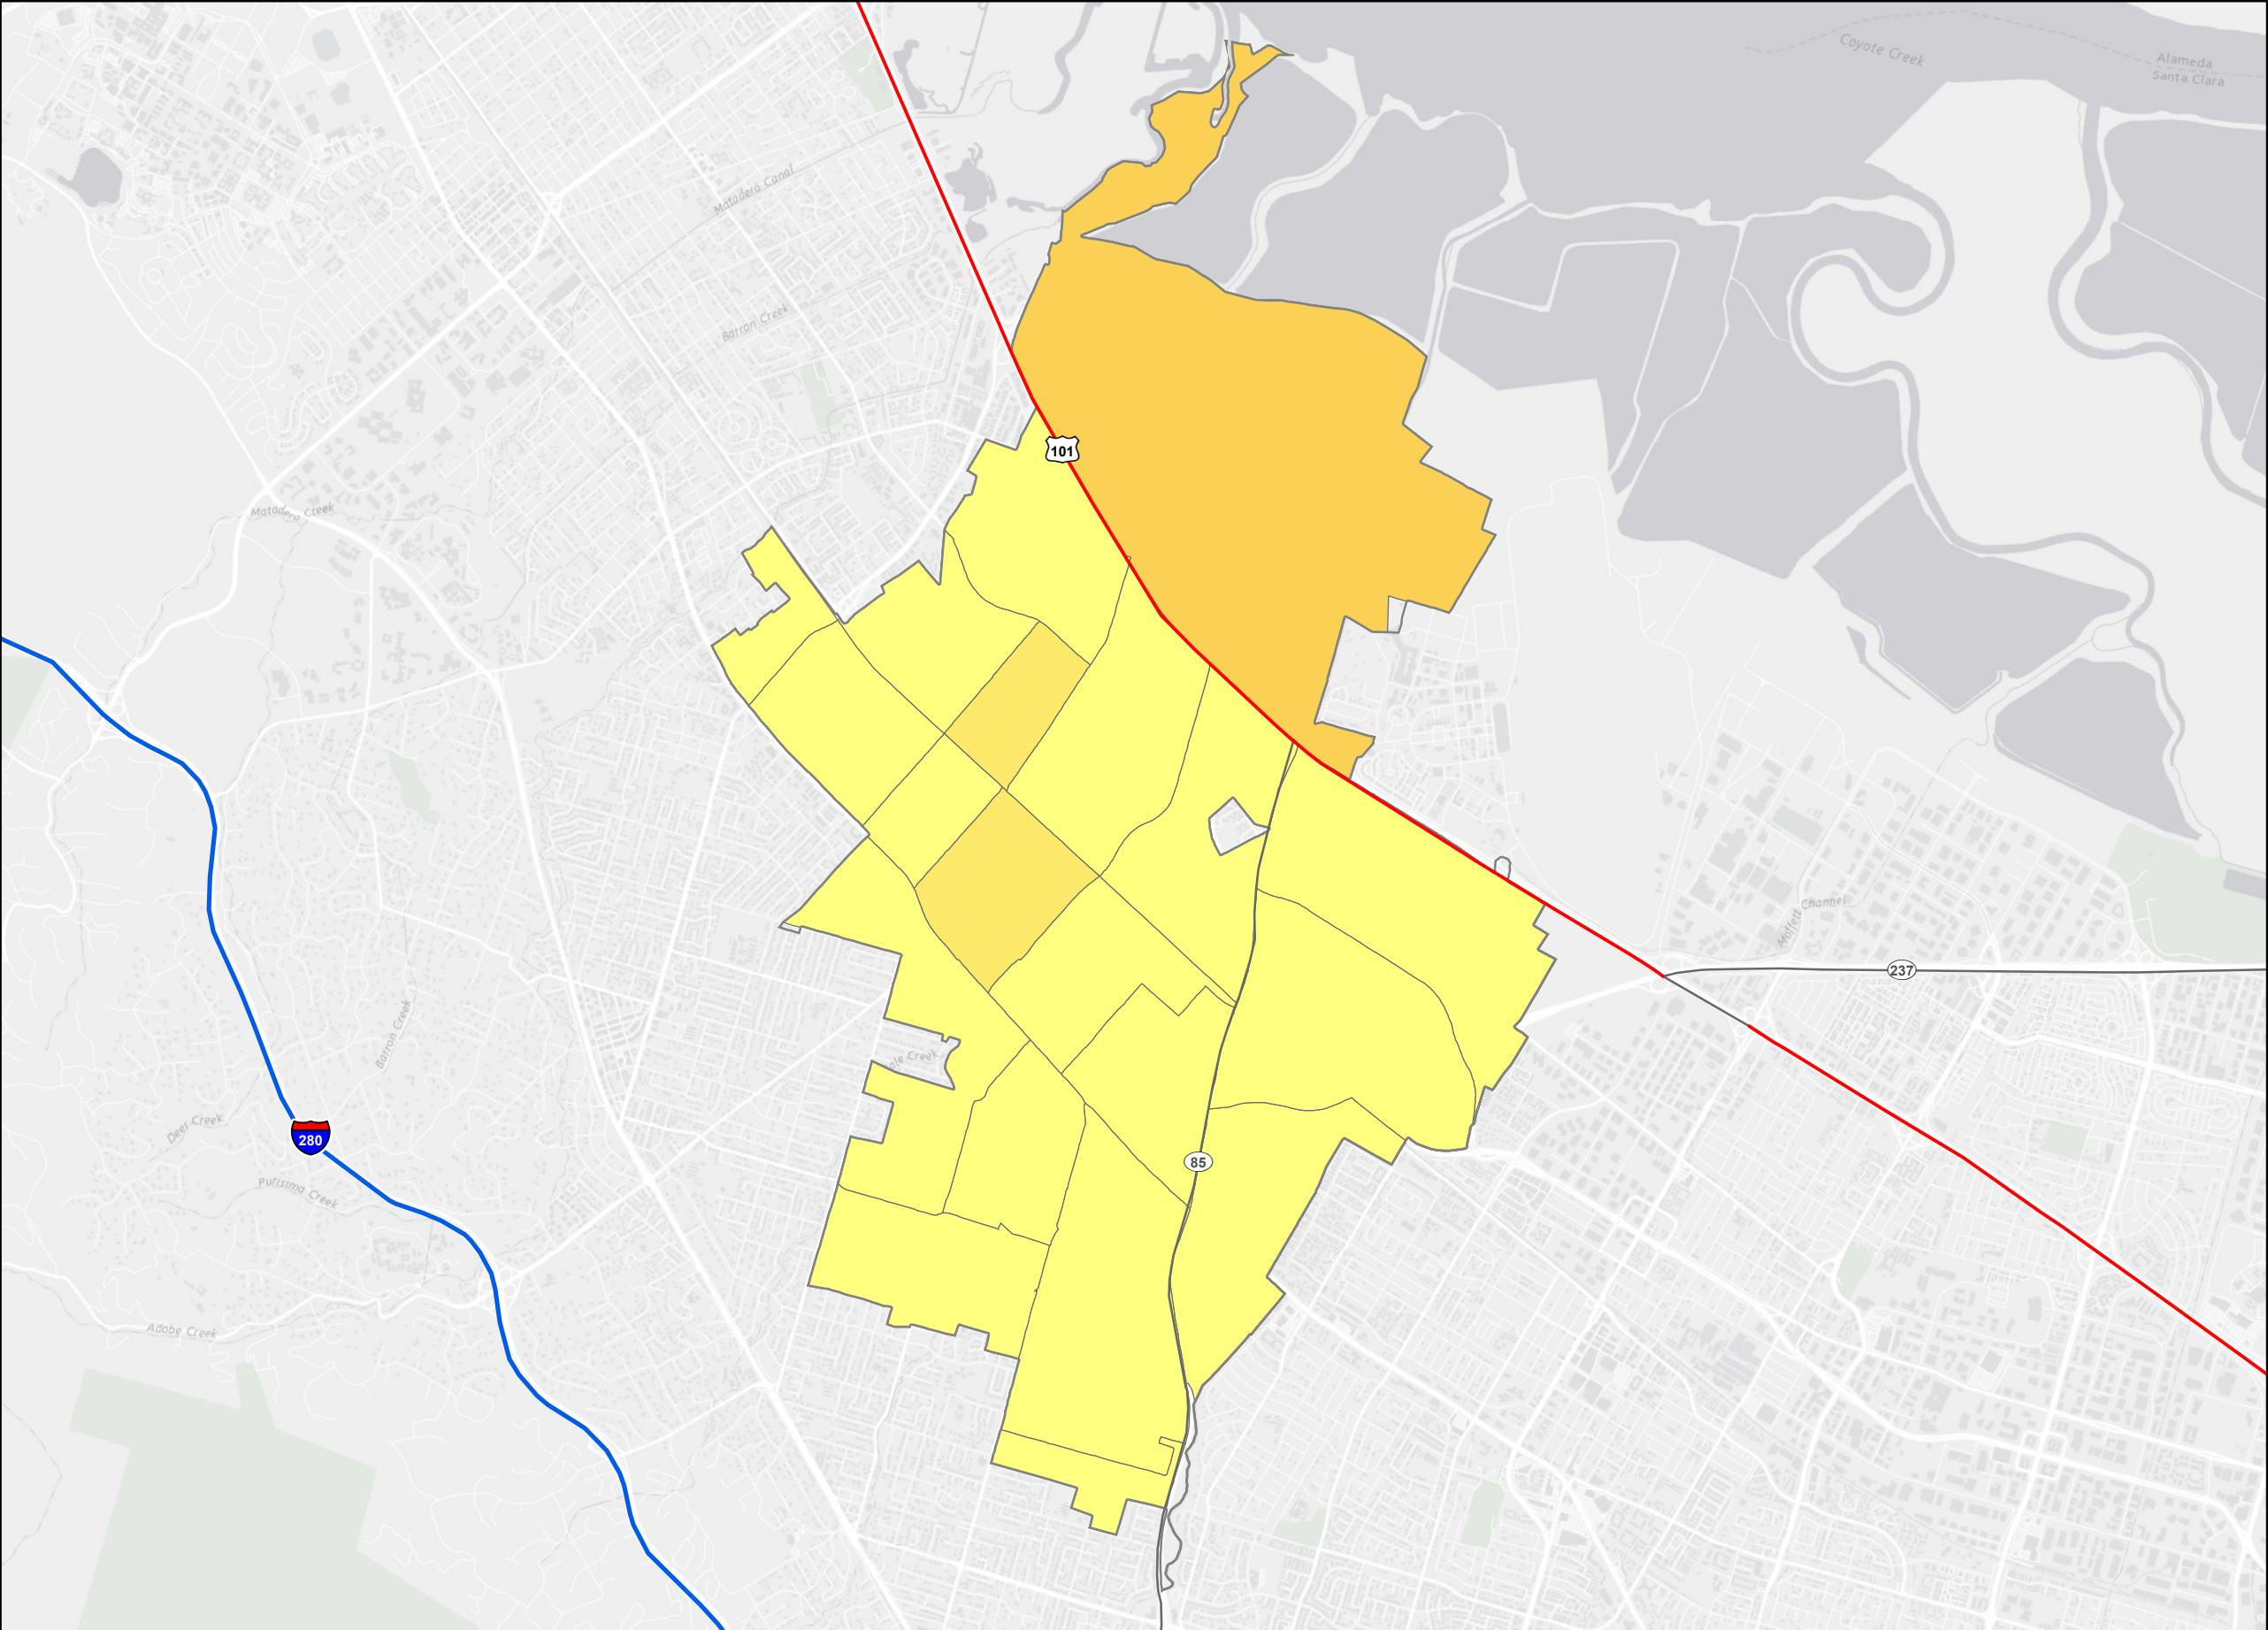 Coyote Creek
Alameda
Santa Clara
Matadero Canal
Barron Creek
101
Matadero Creek
Moffett Channel
237
Barron Creek
Deer Creek
280
85
Purisima Creek
Adobe Creek